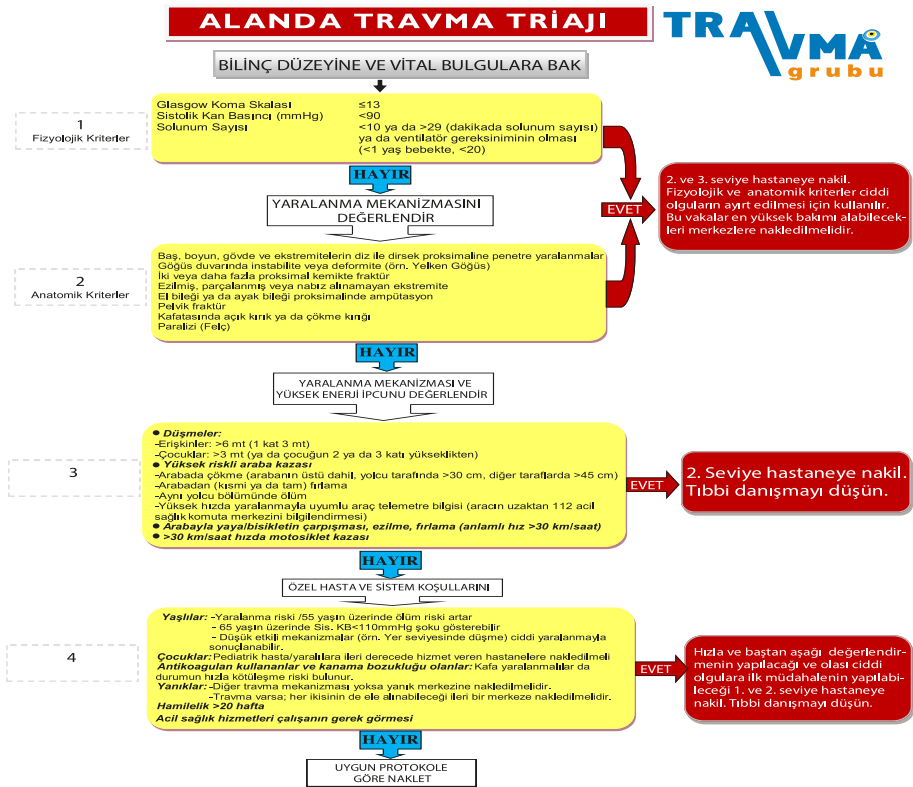 ALANDA TRAVMA TRİAJI
TRAVMA
grubu
BİLİNÇ DÜZEYİNE VE VİTAL BULGULARA BAK
1
Fizyolojik Kriterler
Glasgow Koma Skalası ≤13
Sistolik Kan Basıncı (mmHg) <90
Solunum Sayısı <10 ya da >29 (dakikada solunum sayısı)
ya da ventilatör gereksiniminin olması
(<1 yaş bebekte, <20)
HAYIR
YARALANMA MEKANİZMASINI
DEĞERLENDİR
EVET
2. ve 3. seviye hastaneye nakil.
Fizyolojik ve anatomik kriterler ciddi
olguların ayırt edilmesi için kullanılır.
Bu vakalar en yüksek bakımı alabilecek-
leri merkezlere nakledilmelidir.
2
Anatomik Kriterler
Baş, boyun, gövde ve ekstremitelerin diz ile dirsek proksimaline penetre yaralanmalar
Göğüs duvarında instabilite veya deformite (örn. Yelken Göğüs)
İki veya daha fazla proksimal kemikte fraktür
Ezilmiş, parçalanmış veya nabız alınamayan ekstremite
El bileği ya da ayak bileği proksimalinde ampütasyon
Pelvik fraktür
Kafatasında açık kırık ya da çökme kırığı
Paralizi (Felç)
HAYIR
YARALANMA MEKANİZMASI VE
YÜKSEK ENERJİ İPCUNU DEĞERLENDİR
3
● Düşmeler:
-Erişkinler: >6 mt (1 kat 3 mt)
-Çocuklar: >3 mt (ya da çocuğun 2 ya da 3 katı yükseklikten)
● Yüksek riskli araba kazası
-Arabada çökme (arabanın üstü dahil, yolcu tarafında >30 cm, diğer taraflarda >45 cm)
-Arabadan (kısmi ya da tam) fırlama
-Aynı yolcu bölümünde ölüm
-Yüksek hızda yaralanmayla uyumlu araç telemetre bilgisi (aracın uzaktan 112 acil
sağlık komuta merkezini bilgilendirmesi)
● Arabayla yaya/bisikletin çarpışması, ezilme, fırlama (anlamlı hız >30 km/saat)
● >30 km/saat hızda motosiklet kazası
EVET
2. Seviye hastaneye nakil.
Tıbbi danışmayı düşün.
HAYIR
ÖZEL HASTA VE SİSTEM KOŞULLARINI
4
Yaşlılar: -Yaralanma riski /55 yaşın üzerinde ölüm riski artar
- 65 yaşın üzerinde Sis. KB<110mmHg şoku gösterebilir
- Düşük etkili mekanizmalar (örn. Yer seviyesinde düşme) ciddi yaralanmayla
sonuçlanabilir.
Çocuklar: Pediatrik hasta/yaralılara ileri derecede hizmet veren hastanelere nakledilmeli
Antikoagulan kullananlar ve kanama bozukluğu olanlar: Kafa yaralanmalılar da
durumun hızla kötüleşme riski bulunur.
Yanıklar: -Diğer travma mekanizması yoksa yanık merkezine nakledilmelidir.
-Travma varsa; her ikisinin de ele alınabileceği ileri bir merkeze nakledilmelidir.
Hamilelik >20 hafta
Acil sağlık hizmetleri çalışanın gerek görmesi
EVET
Hızla ve baştan aşağı değerlendir-
menin yapılacağı ve olası ciddi
olgulara ilk müdahalenin yapılabi-
leceği 1. ve 2. seviye hastaneye
nakil. Tıbbi danışmayı düşün.
HAYIR
UYGUN PROTOKOLE
GÖRE NAKLET